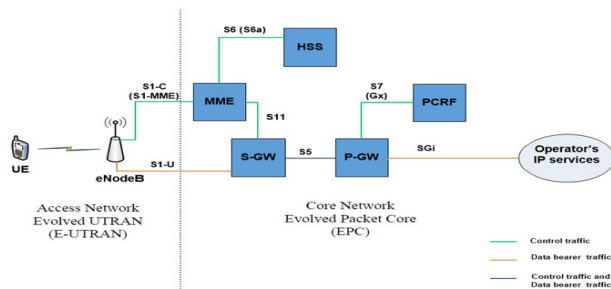 S6 (S6a)
HSS
S1-C
(S1-MME)
MME
S7
(Gx)
PCRF
S11
UE
eNodeB
S1-U
S-GW
S5
P-GW
SGi
Operator's
IP services
Access Network
Evolved UTRAN
(E-UTRAN)
Core Network
Evolved Packet Core
(EPC)
Control traffic
Data bearer traffic
Control traffic and
Data bearer traffic